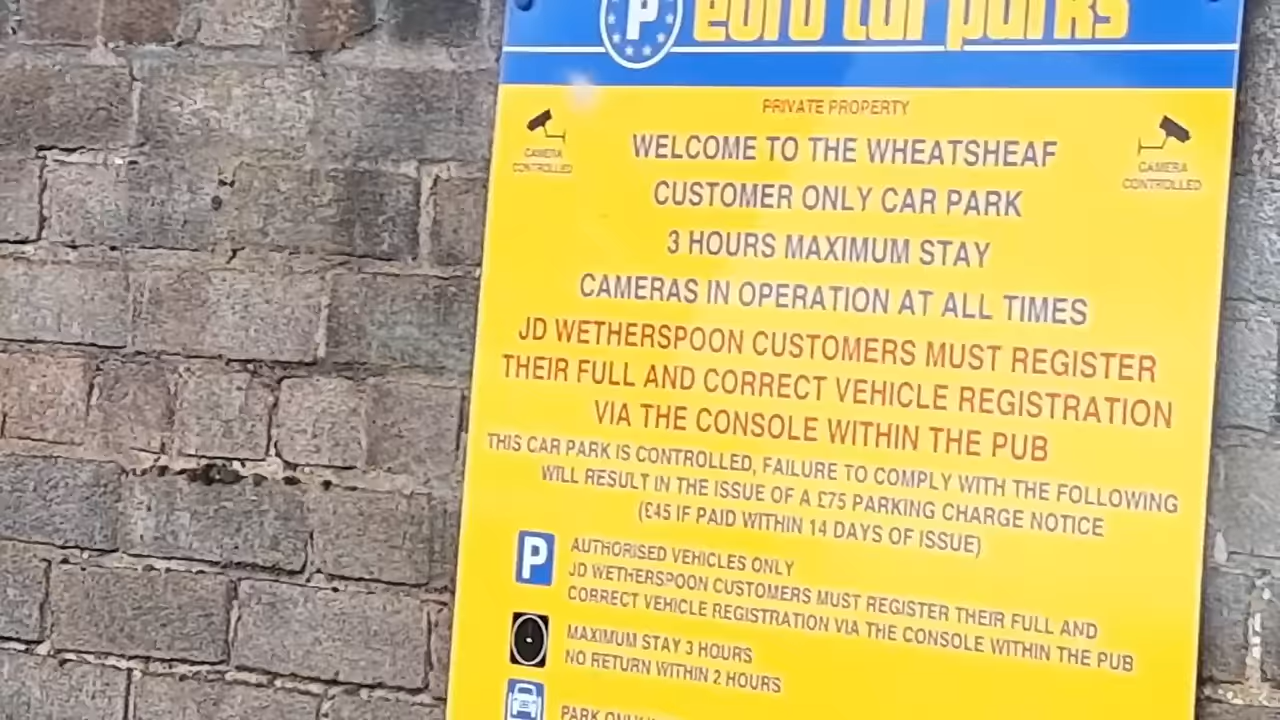 P euro car parks
PRIVATE PROPERTY
CAMERA
CONTROLLED
CAMERA
CONTROLLED
WELCOME TO THE WHEATSHEAF
CUSTOMER ONLY CAR PARK
3 HOURS MAXIMUM STAY
CAMERAS IN OPERATION AT ALL TIMES
JD WETHERSPOON CUSTOMERS MUST REGISTER
THEIR FULL AND CORRECT VEHICLE REGISTRATION
VIA THE CONSOLE WITHIN THE PUB
THIS CAR PARK IS CONTROLLED, FAILURE TO COMPLY WITH THE FOLLOWING
WILL RESULT IN THE ISSUE OF A £75 PARKING CHARGE NOTICE
(£45 IF PAID WITHIN 14 DAYS OF ISSUE)
P
AUTHORISED VEHICLES ONLY
JD WETHERSPOON CUSTOMERS MUST REGISTER THEIR FULL AND
CORRECT VEHICLE REGISTRATION VIA THE CONSOLE WITHIN THE PUB
MAXIMUM STAY 3 HOURS
NO RETURN WITHIN 2 HOURS
PARK ONLY